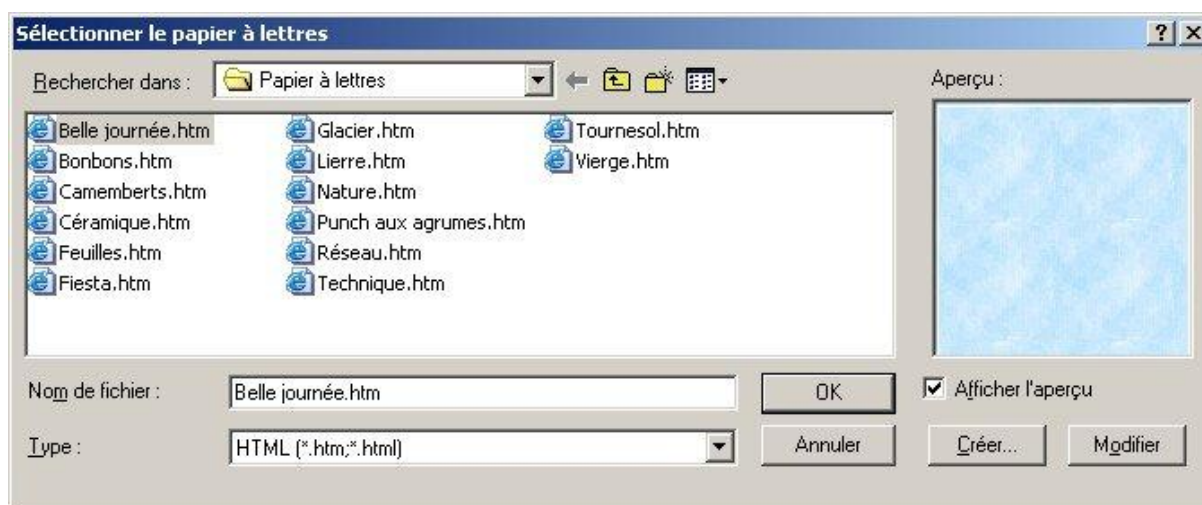 Sélectionner le papier à lettres
Rechercher dans :
Papier à lettres
Aperçu :
Belle journée.htm
Bonbons.htm
Camemberts.htm
Céramique.htm
Feuilles.htm
Fiesta.htm
Glacier.htm
Lierre.htm
Nature.htm
Punch aux agrumes.htm
Réseau.htm
Technique.htm
Tournesol.htm
Vierge.htm
Nom de fichier :
Belle journée.htm
OK
Afficher l'aperçu
Type :
HTML (*.htm;*.html)
Annuler
Créer...
Modifier